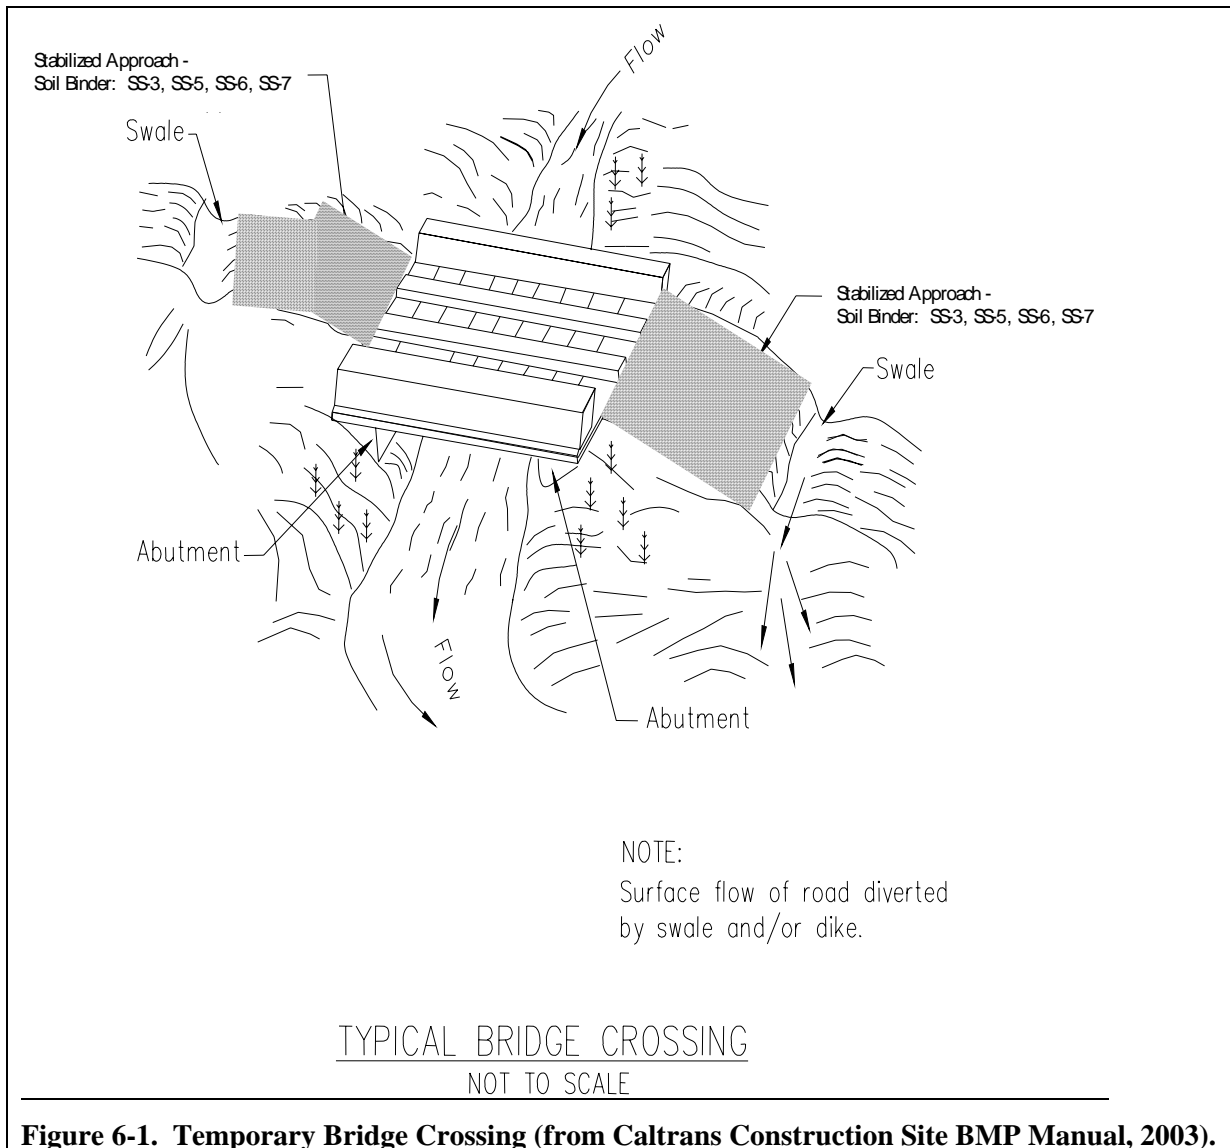 Flow
Stabilized Approach -
Soil Binder: SS-3, SS-5, SS-6, SS-7
Swale
Stabilized Approach -
Soil Binder: SS-3, SS-5, SS-6, SS-7
Swale
Abutment
Flow
Abutment
NOTE:
Surface flow of road diverted
by swale and/or dike.
TYPICAL BRIDGE CROSSING
NOT TO SCALE
Figure 6-1. Temporary Bridge Crossing (from Caltrans Construction Site BMP Manual, 2003).